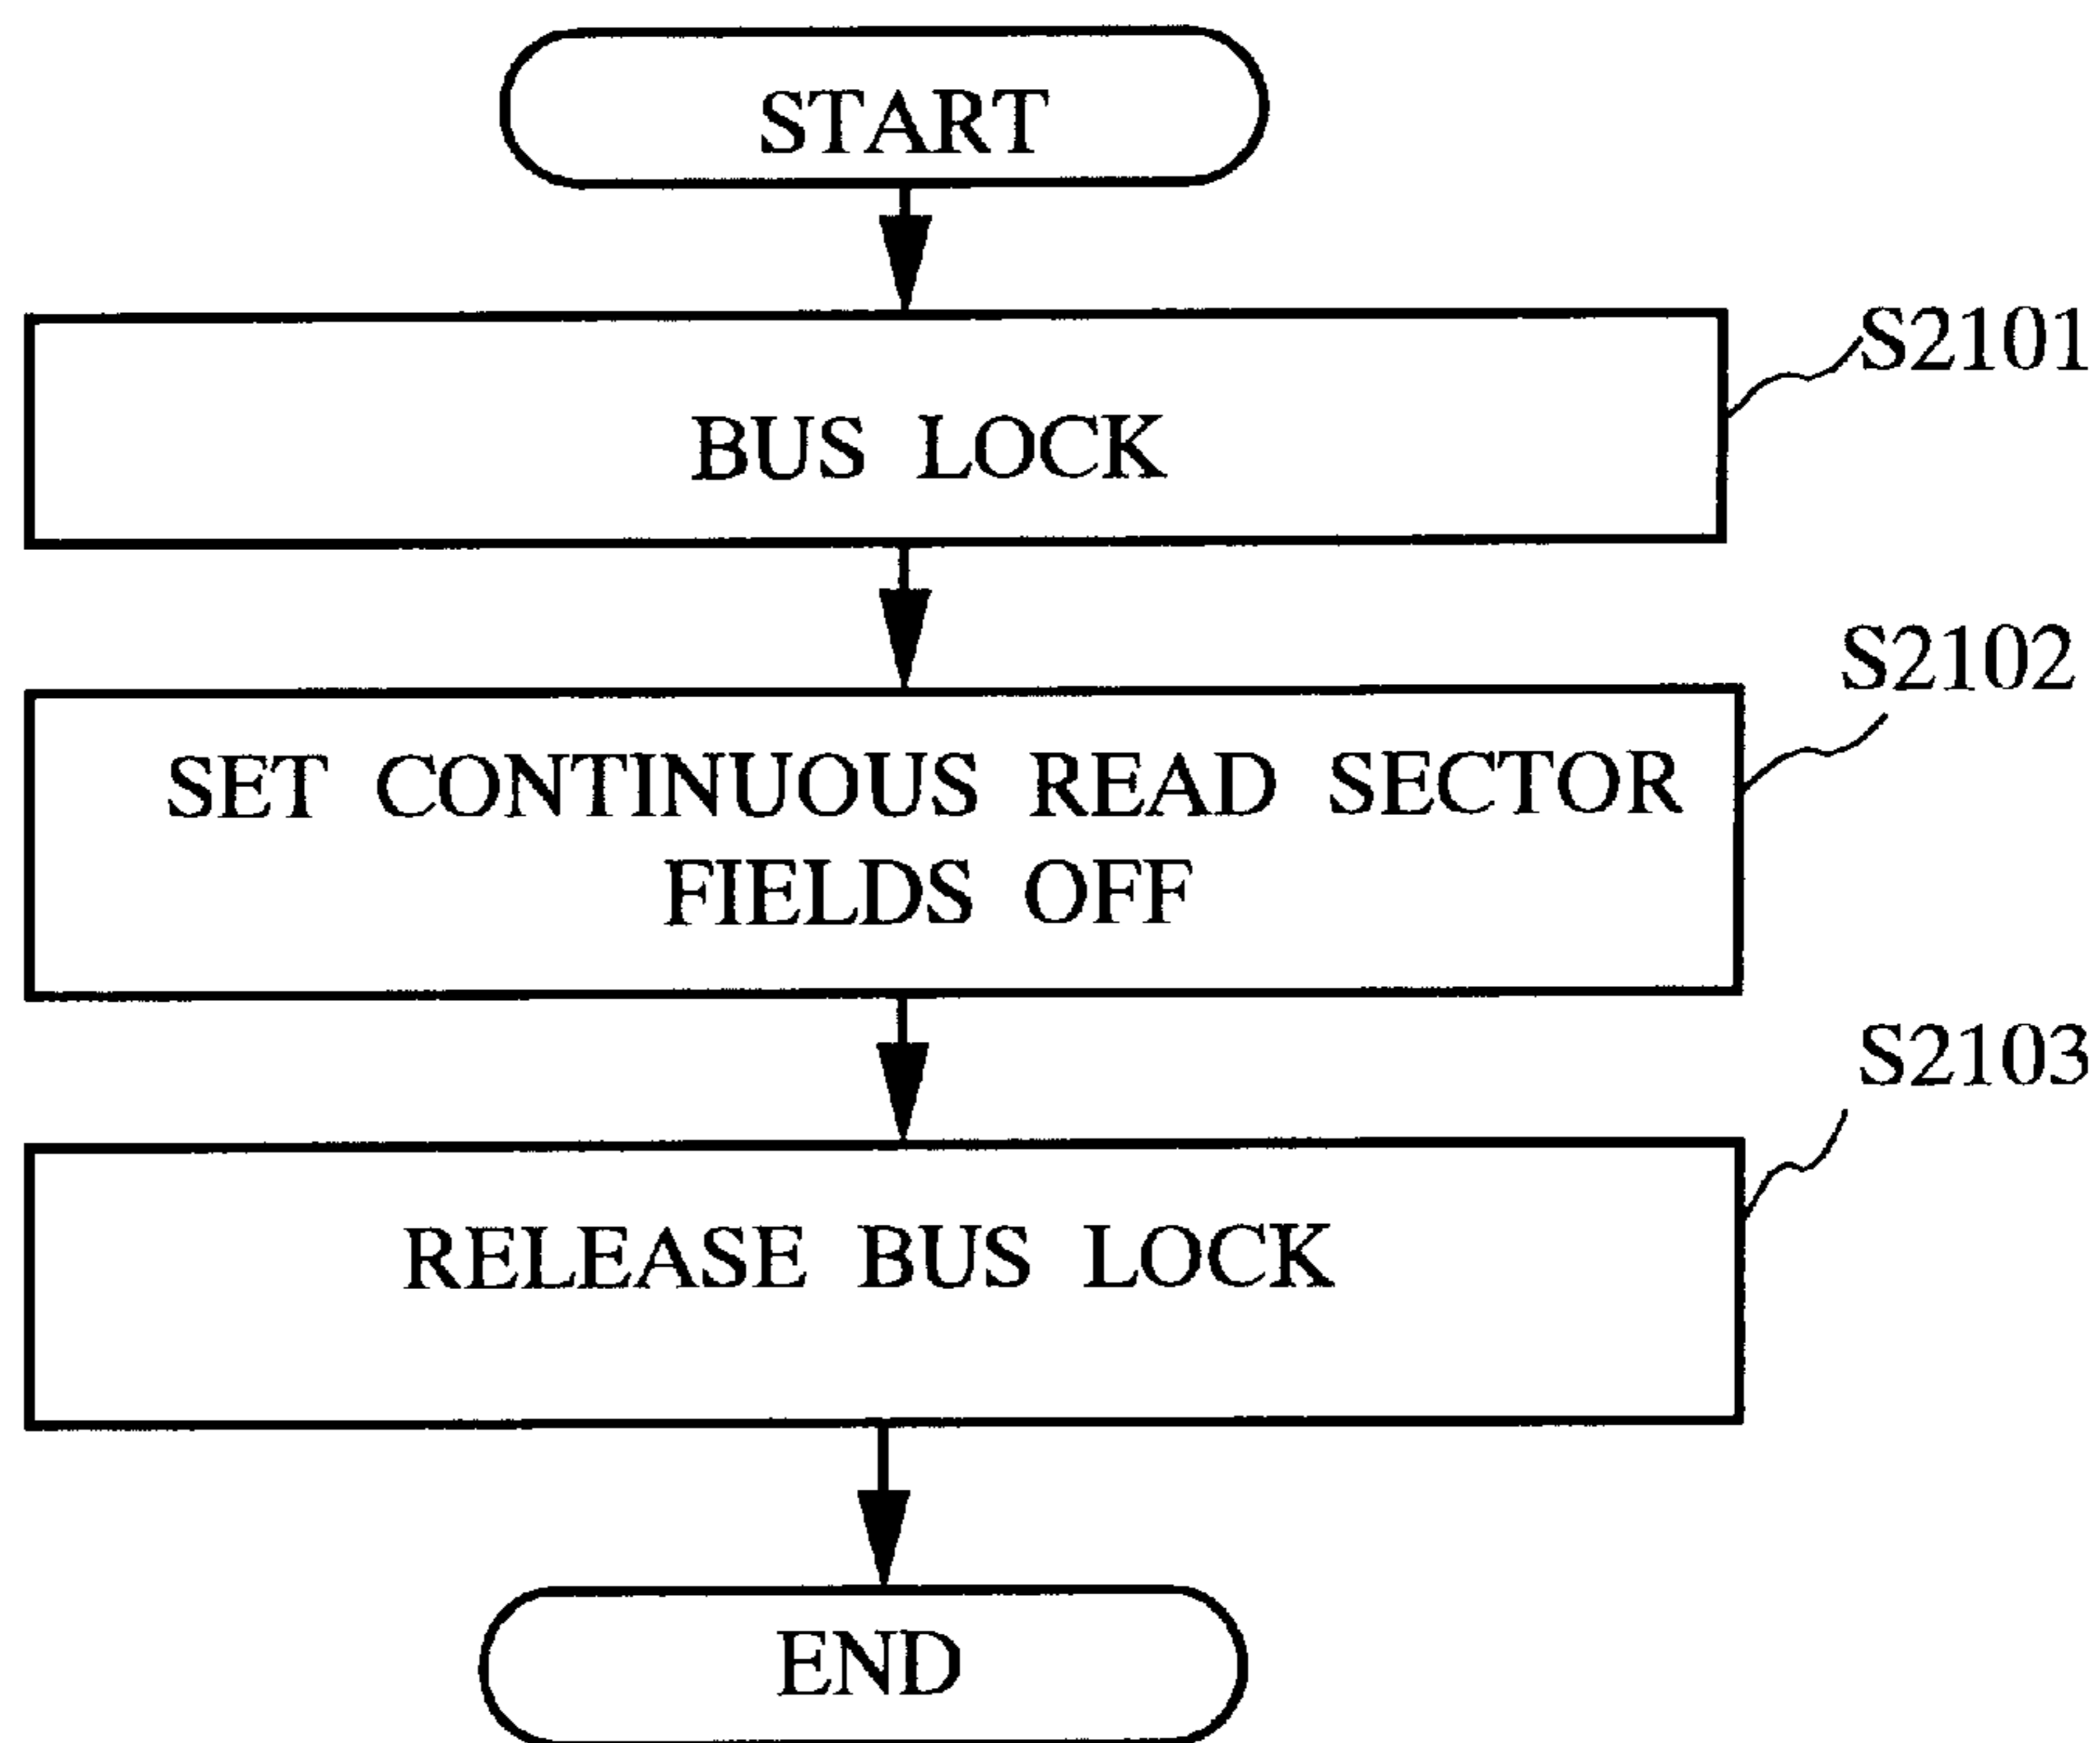 START
S2101
BUS LOCK
S2102
SET CONTINUOUS READ SECTOR
FIELDS OFF
S2103
RELEASE BUS LOCK
END